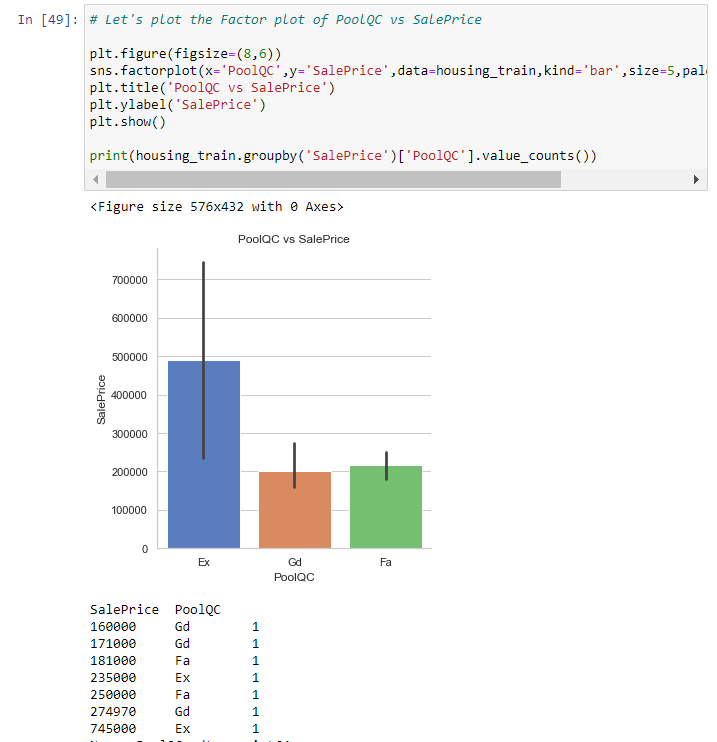 In [49]: # Let's plot the Factor plot of PoolQC vs SalePrice
plt.figure(figsize=(8,6))
sns.factorplot(x='PoolQC',y='SalePrice',data=housing_train,kind='bar',size=5,pal
plt.title('PoolQC vs SalePrice')
plt.ylabel('SalePrice')
plt.show()
print(housing_train.groupby('SalePrice')['PoolQC'].value_counts())
<Figure size 576x432 with 0 Axes>
PoolQC vs SalePrice
700000
600000
500000
400000
300000
200000
100000
0
SalePrice
Ex Gd Fa
PoolQC
SalePrice PoolQC
160000 Gd 1
171000 Gd 1
181000 Fa 1
235000 Ex 1
250000 Fa 1
274970 Gd 1
745000 Ex 1